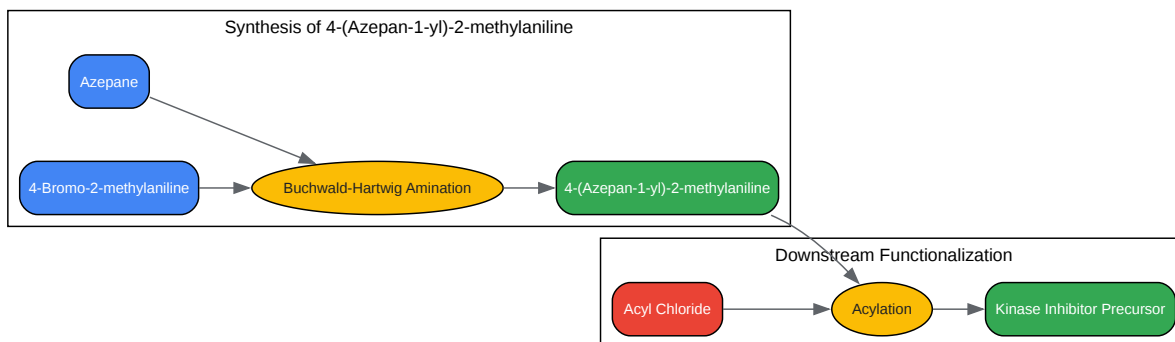 Synthesis of 4-(Azepan-1-yl)-2-methylaniline
Azepane
4-Bromo-2-methylaniline
Buchwald-Hartwig Amination
4-(Azepan-1-yl)-2-methylaniline
Downstream Functionalization
Acyl Chloride
Acylation
Kinase Inhibitor Precursor